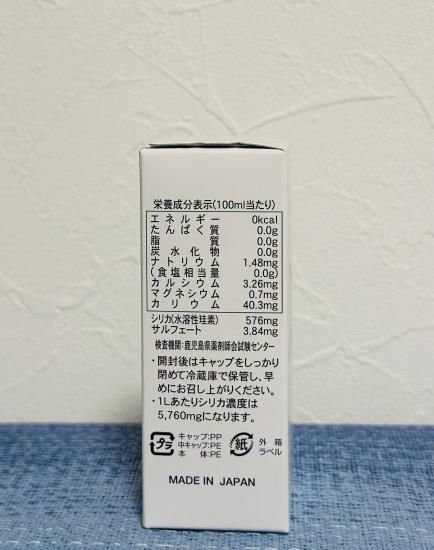 栄養成分表示(100ml当たり)
エネルギー 0kcal
たんぱく質 0.0g
脂質 0.0g
炭水化物 0.0g
ナトリウム 1.48mg
(食塩相当量 0.0g)
カルシウム 3.26mg
マグネシウム 0.7mg
カリウム 40.3mg
シリカ(水溶性珪素) 576mg
サルフェート 3.84mg
検査機関:鹿児島県薬剤師会試験センター
・開封後はキャップをしっかり
閉めて冷蔵庫で保管し、早
めにお召し上がりください。
・1Lあたりシリカ濃度は
5,760mgになります。
プラ キャップ:PP 紙 外箱
中キャップ:PE ラベル
本体:PE
MADE IN JAPAN